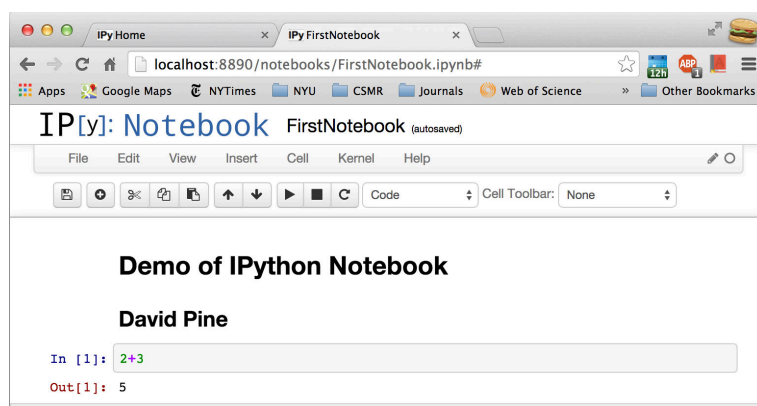 IPy Home × IPy FirstNotebook ×
localhost:8890/notebooks/FirstNotebook.ipynb# 12h ABP 1
Apps Google Maps NYTimes NYU CSMR Journals Web of Science » Other Bookmarks
IP[y]: Notebook FirstNotebook (autosaved)
File Edit View Insert Cell Kernel Help
Code Cell Toolbar: None
Demo of IPython Notebook
David Pine
In [1]: 2+3
Out[1]: 5